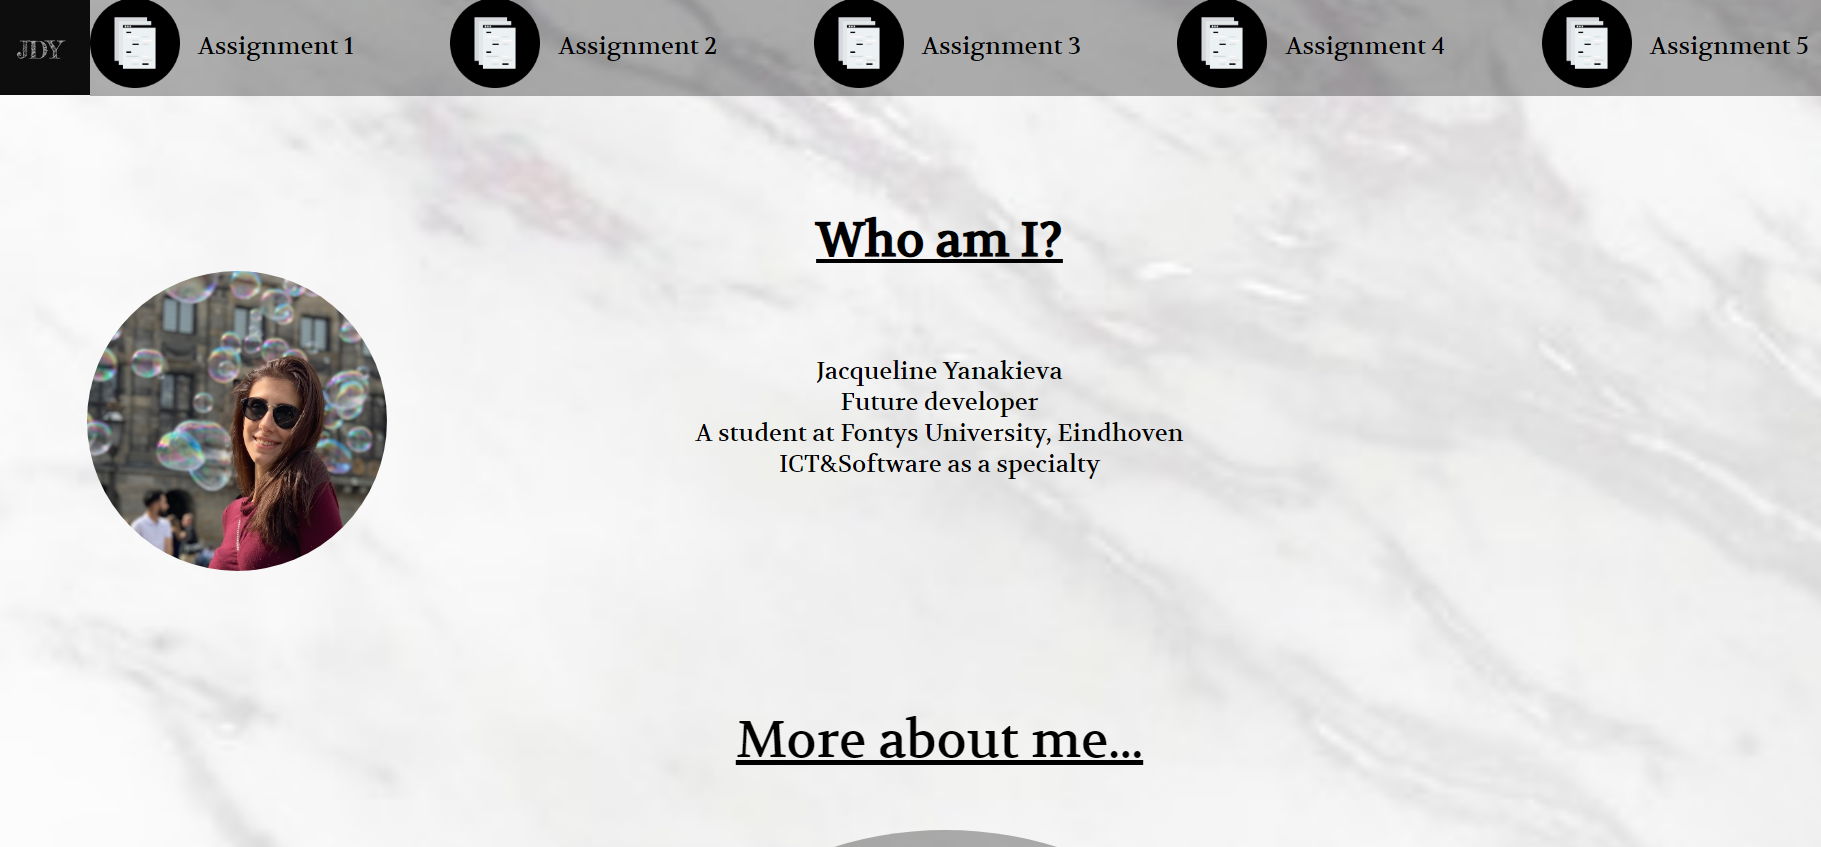 JDY
Assignment 1
Assignment 2
Assignment 3
Assignment 4
Assignment 5
Who am I?
Jacqueline Yanakieva
Future developer
A student at Fontys University, Eindhoven
ICT&Software as a specialty
More about me...